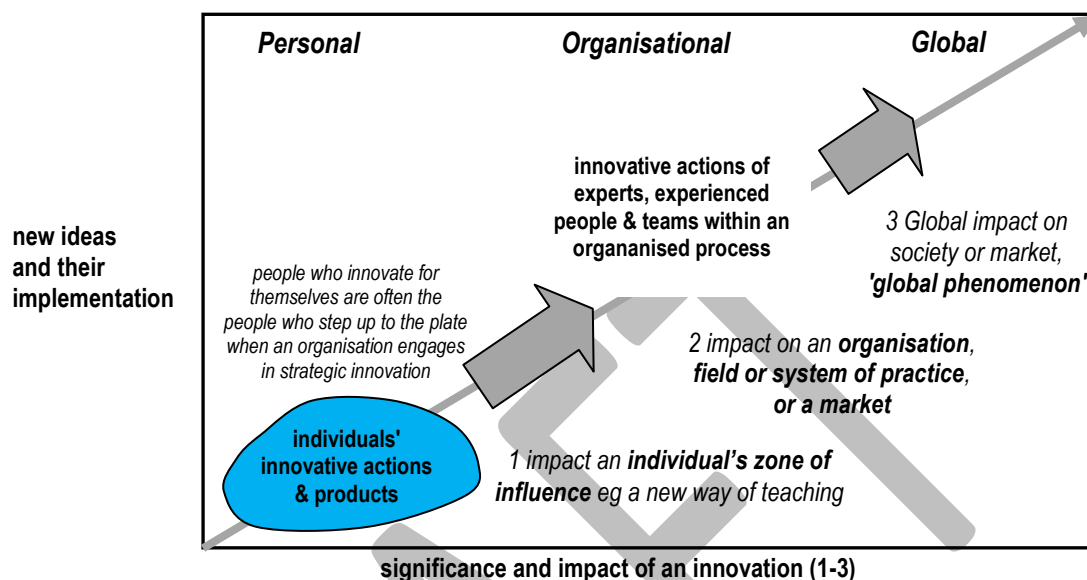 Personal
Organisational
Global
innovative actions of
experts, experienced
people & teams within an
organanised process
new ideas
and their
implementation
3 Global impact on
society or market,
'global phenomenon'
people who innovate for
themselves are often the
people who step up to the plate
when an organisation engages
in strategic innovation
2 impact on an organisation,
field or system of practice,
or a market
individuals'
innovative actions
& products
1 impact an individual’s zone of
influence eg a new way of teaching
significance and impact of an innovation (1-3)